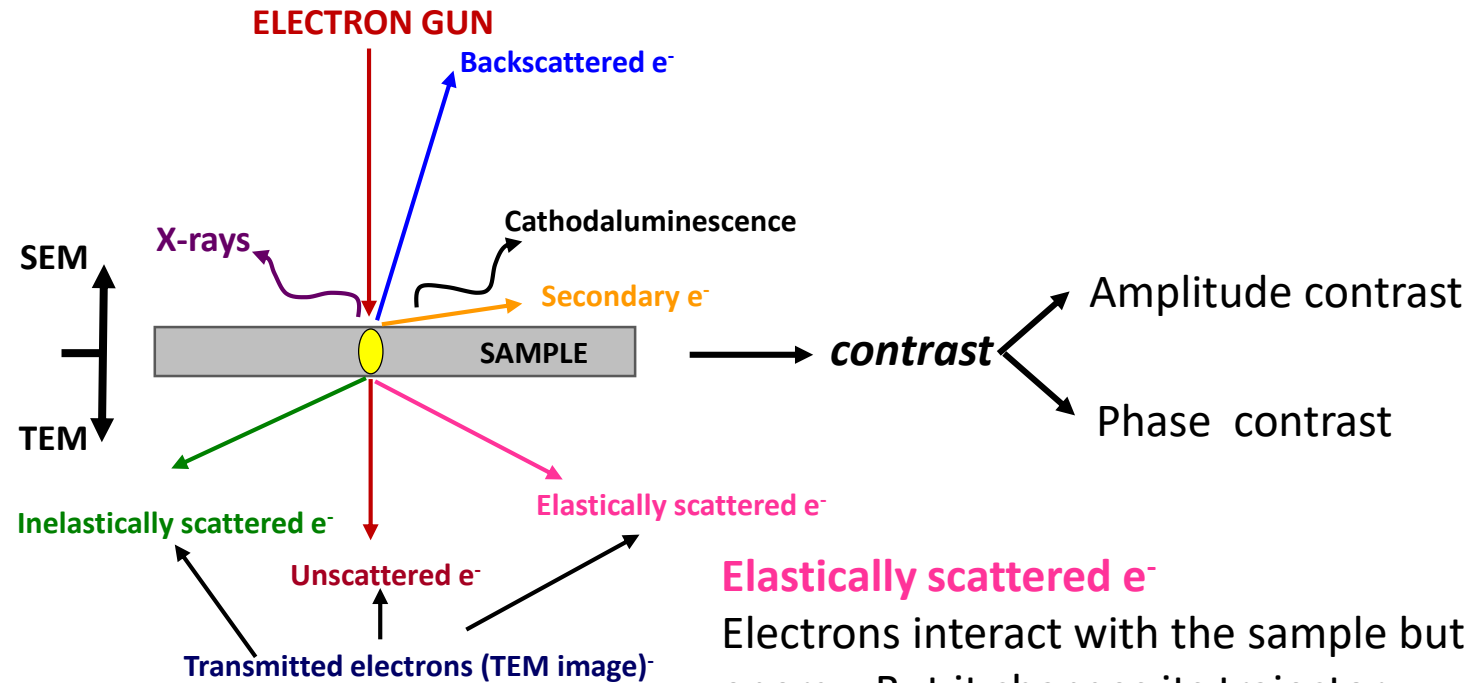 ELECTRON GUN
Backscattered e-
X-rays
Cathodaluminescence
SEM
Secondary e-
SAMPLE
contrast
Amplitude contrast
Phase contrast
TEM
Inelastically scattered e-
Elastically scattered e-
Unscattered e-
Transmitted electrons (TEM image)-
Elastically scattered e-
Electrons interact with the sample but